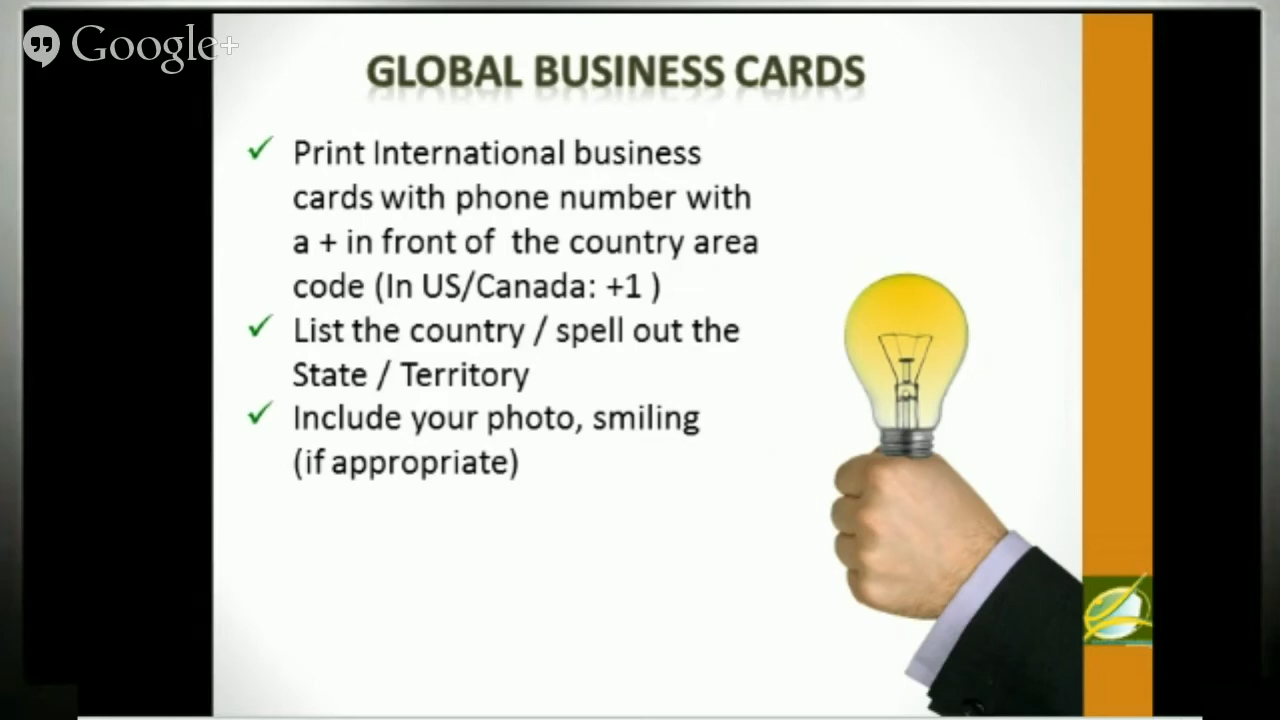 Google+
GLOBAL BUSINESS CARDS
Print International business
cards with phone number with
a + in front of the country area
code (In US/Canada: +1 )
List the country / spell out the
State / Territory
Include your photo, smiling
(if appropriate)